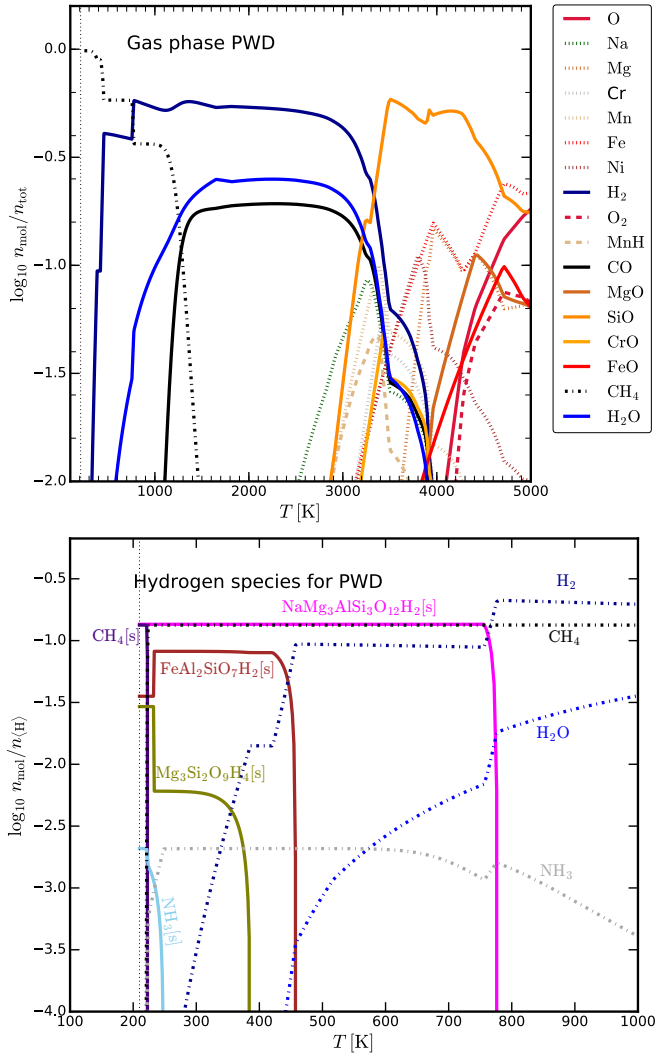 Gas phase PWD
log₁₀ n_mol/n_tot
0.0
−0.5
−1.0
−1.5
−2.0
1000 2000 3000 4000 5000
T [K]
O
Na
Mg
Cr
Mn
Fe
Ni
H₂
O₂
MnH
CO
MgO
SiO
CrO
FeO
CH₄
H₂O
Hydrogen species for PWD
log₁₀ n_mol/n⟨H⟩
−0.5
−1.0
−1.5
−2.0
−2.5
−3.0
−3.5
−4.0
H₂
NaMg₃AlSi₃O₁₂H₂[s]
CH₄[s]
CH₄
FeAl₂SiO₇H₂[s]
H₂O
Mg₃Si₂O₉H₄[s]
NH₃
NH₃[s]
100 200 300 400 500 600 700 800 900 1000
T [K]